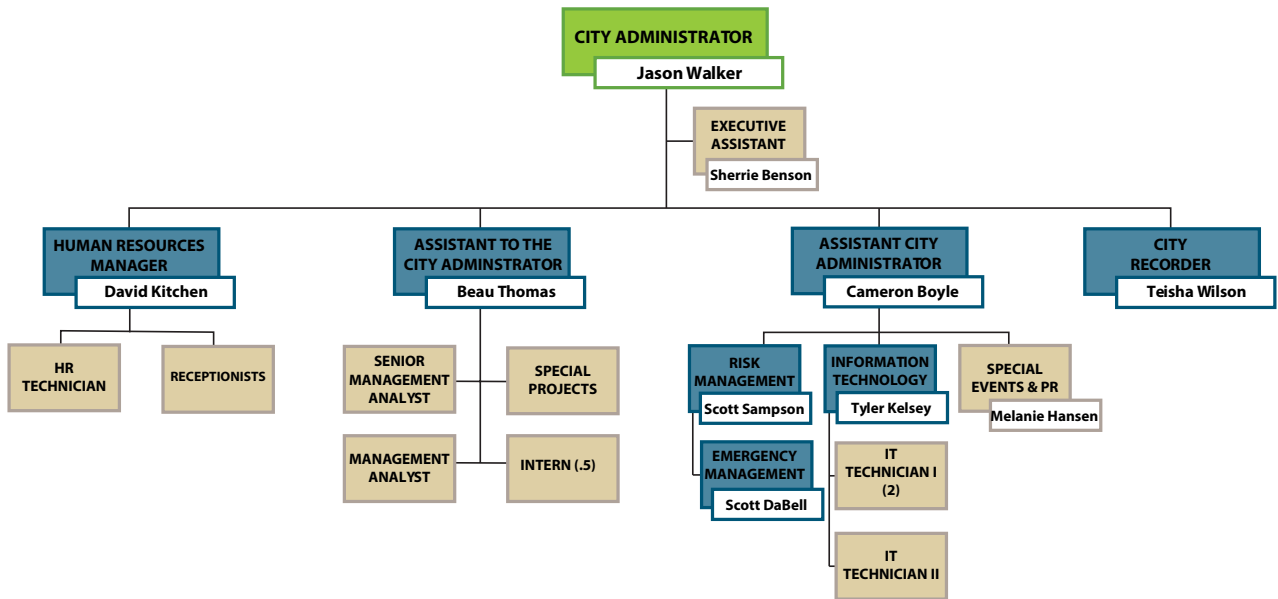 CITY ADMINISTRATOR
Jason Walker
EXECUTIVE
ASSISTANT
Sherrie Benson
HUMAN RESOURCES
MANAGER
David Kitchen
ASSISTANT TO THE
CITY ADMINSTRATOR
Beau Thomas
ASSISTANT CITY
ADMINISTRATOR
Cameron Boyle
CITY
RECORDER
Teisha Wilson
HR
TECHNICIAN
RECEPTIONISTS
SENIOR
MANAGEMENT
ANALYST
SPECIAL
PROJECTS
MANAGEMENT
ANALYST
INTERN (.5)
RISK
MANAGEMENT
Scott Sampson
INFORMATION
TECHNOLOGY
Tyler Kelsey
SPECIAL
EVENTS & PR
Melanie Hansen
EMERGENCY
MANAGEMENT
Scott DaBell
IT
TECHNICIAN I
(2)
IT
TECHNICIAN II